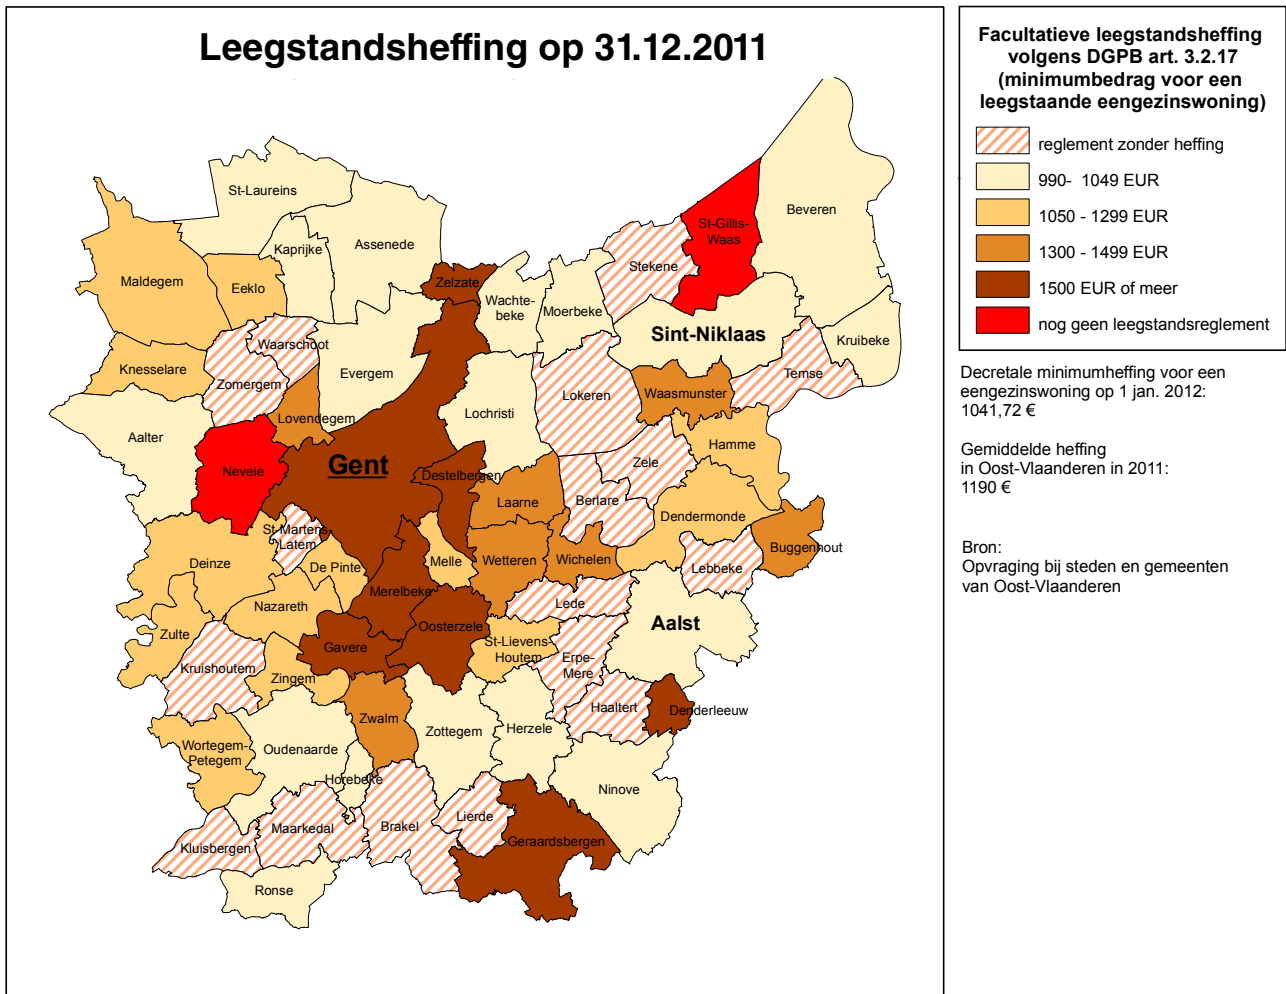 Leegstandsheffing op 31.12.2011
Facultatieve leegstandsheffing
volgens DGPB art. 3.2.17
(minimumbedrag voor een
leegstaande eengezinswoning)
reglement zonder heffing
990- 1049 EUR
1050 - 1299 EUR
1300 - 1499 EUR
1500 EUR of meer
nog geen leegstandsreglement
Decretale minimumheffing voor een
eengezinswoning op 1 jan. 2012:
1041,72 €
Gemiddelde heffing
in Oost-Vlaanderen in 2011:
1190 €
Bron:
Opvraging bij steden en gemeenten
van Oost-Vlaanderen
St-Laureins
Beveren
St-Gillis-
Waas
Kaprijke
Assenede
Stekene
Maldegem
Eeklo
Zelzate
Wachte-
beke
Moerbeke
Sint-Niklaas
Kruibeke
Waarschoot
Knesselare
Zomergem
Evergem
Temse
Lokeren
Waasmunster
Lochristi
Lovendegem
Aalter
Hamme
Nevele
Gent
Destelbergen
Zele
Laarne
Berlare
Dendermonde
St-Martens-
Latem
Buggenhout
Deinze
De Pinte
Melle
Wetteren
Wichelen
Lebbeke
Merelbeke
Nazareth
Lede
Oosterzele
Aalst
Zulte
Gavere
St-Lievens-
Houtem
Erpe-
Mere
Kruishoutem
Zingem
Haaltert
Denderleeuw
Zwalm
Zottegem
Herzele
Wortegem-
Petegem
Oudenaarde
Horebeke
Ninove
Lierde
Maarkedal
Brakel
Geraardsbergen
Kluisbergen
Ronse